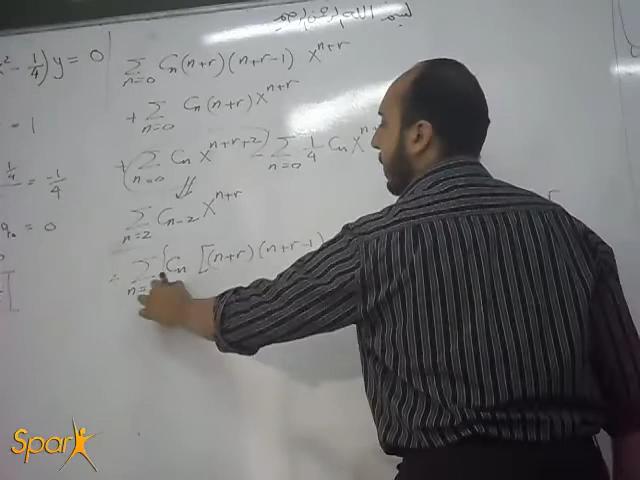 بسم الله الرحمن الرحيم
x² - 1/4) y = 0
= 1
1/4 = -1/4
q₀ = 0
∑ₙ₌₀ Cₙ (n+r) (n+r-1) X^(n+r)
+ ∑ₙ₌₀ Cₙ (n+r) X^(n+r)
+ (∑ₙ₌₀ Cₙ X^(n+r+2)) - ∑ₙ₌₀ 1/4 Cₙ X
⇓
∑ₙ₌₂ Cₙ₋₂ X^(n+r)
= ∑ₙ₌ { Cₙ [(n+r) (n+r-1)
Spark